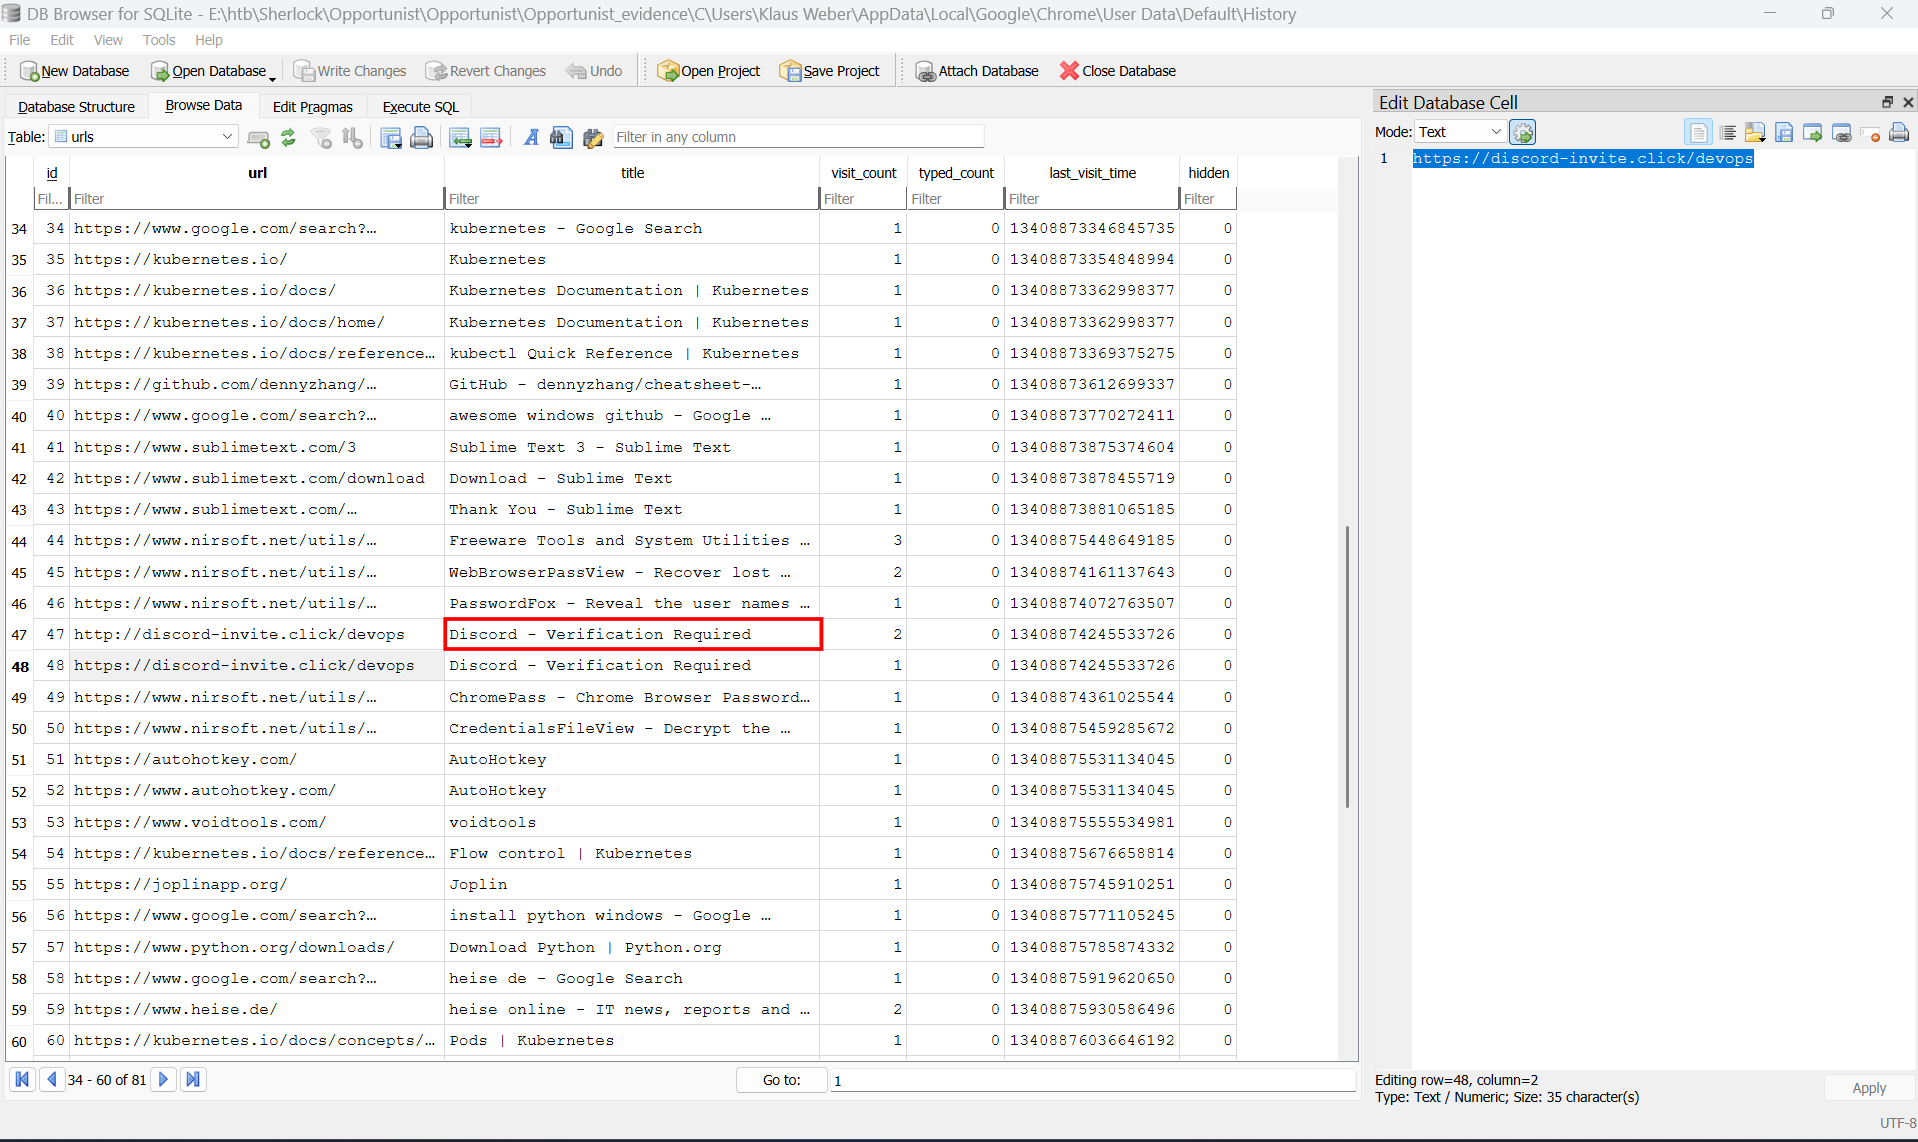 DB Browser for SQLite - E:\htb\Sherlock\Opportunist\Opportunist\Opportunist_evidence\C\Users\Klaus Weber\AppData\Local\Google\Chrome\User Data\Default\History
File Edit View Tools Help
New Database Open Database Write Changes Revert Changes Undo Open Project Save Project Attach Database Close Database
Database Structure Browse Data Edit Pragmas Execute SQL
Table: urls Filter in any column
id url title visit_count typed_count last_visit_time hidden
Fil... Filter Filter Filter Filter Filter Filter
34 34 https://www.google.com/search?… kubernetes - Google Search 1 0 13408873346845735 0
35 35 https://kubernetes.io/ Kubernetes 1 0 13408873354848994 0
36 36 https://kubernetes.io/docs/ Kubernetes Documentation | Kubernetes 1 0 13408873362998377 0
37 37 https://kubernetes.io/docs/home/ Kubernetes Documentation | Kubernetes 1 0 13408873362998377 0
38 38 https://kubernetes.io/docs/reference… kubectl Quick Reference | Kubernetes 1 0 13408873369375275 0
39 39 https://github.com/dennyzhang/… GitHub - dennyzhang/cheatsheet-… 1 0 13408873612699337 0
40 40 https://www.google.com/search?… awesome windows github - Google … 1 0 13408873770272411 0
41 41 https://www.sublimetext.com/3 Sublime Text 3 - Sublime Text 1 0 13408873875374604 0
42 42 https://www.sublimetext.com/download Download - Sublime Text 1 0 13408873878455719 0
43 43 https://www.sublimetext.com/… Thank You - Sublime Text 1 0 13408873881065185 0
44 44 https://www.nirsoft.net/utils/… Freeware Tools and System Utilities … 3 0 13408875448649185 0
45 45 https://www.nirsoft.net/utils/… WebBrowserPassView - Recover lost … 2 0 13408874161137643 0
46 46 https://www.nirsoft.net/utils/… PasswordFox - Reveal the user names … 1 0 13408874072763507 0
47 47 http://discord-invite.click/devops Discord - Verification Required 2 0 13408874245533726 0
48 48 https://discord-invite.click/devops Discord - Verification Required 1 0 13408874245533726 0
49 49 https://www.nirsoft.net/utils/… ChromePass - Chrome Browser Password… 1 0 13408874361025544 0
50 50 https://www.nirsoft.net/utils/… CredentialsFileView - Decrypt the … 1 0 13408875459285672 0
51 51 https://autohotkey.com/ AutoHotkey 1 0 13408875531134045 0
52 52 https://www.autohotkey.com/ AutoHotkey 1 0 13408875531134045 0
53 53 https://www.voidtools.com/ voidtools 1 0 13408875555534981 0
54 54 https://kubernetes.io/docs/reference… Flow control | Kubernetes 1 0 13408875676658814 0
55 55 https://joplinapp.org/ Joplin 1 0 13408875745910251 0
56 56 https://www.google.com/search?… install python windows - Google … 1 0 13408875771105245 0
57 57 https://www.python.org/downloads/ Download Python | Python.org 1 0 13408875785874332 0
58 58 https://www.google.com/search?… heise de - Google Search 1 0 13408875919620650 0
59 59 https://www.heise.de/ heise online - IT news, reports and … 2 0 13408875930586496 0
60 60 https://kubernetes.io/docs/concepts/… Pods | Kubernetes 1 0 13408876036646192 0
34 - 60 of 81 Go to: 1
Edit Database Cell
Mode: Text
1 https://discord-invite.click/devops
Editing row=48, column=2
Type: Text / Numeric; Size: 35 character(s)
Apply
UTF-8